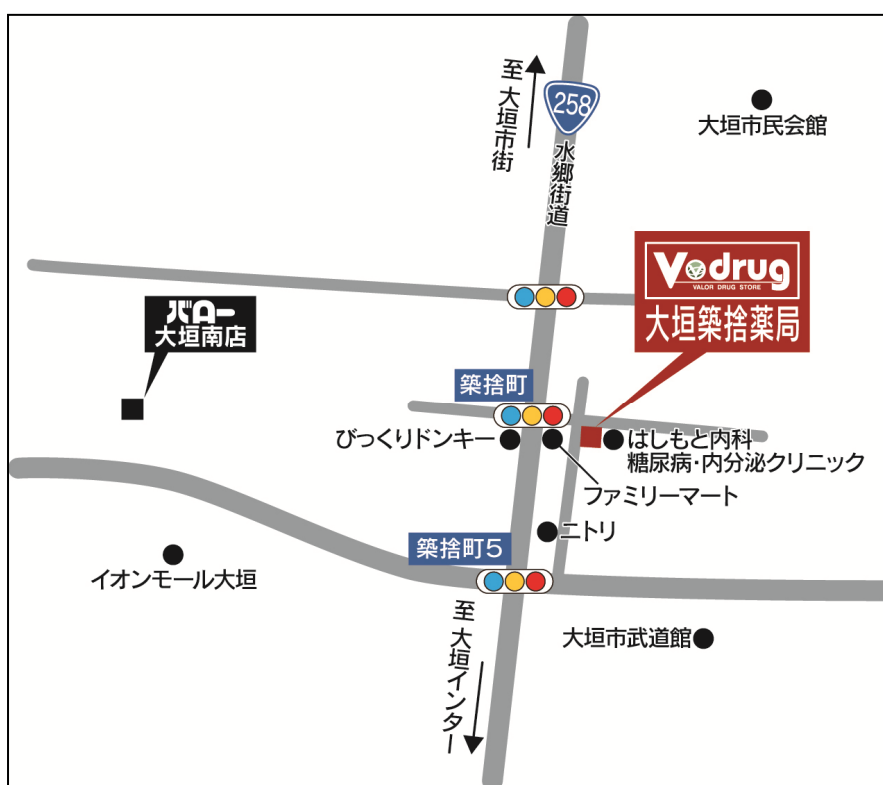 至 大垣市街
258
水郷街道
大垣市民会館
Vdrug
VALOR DRUG STORE
大垣築捨薬局
バロー
大垣南店
築捨町
びっくりドンキー
はしもと内科
糖尿病・内分泌クリニック
ファミリーマート
ニトリ
築捨町5
イオンモール大垣
至 大垣インター
大垣市武道館